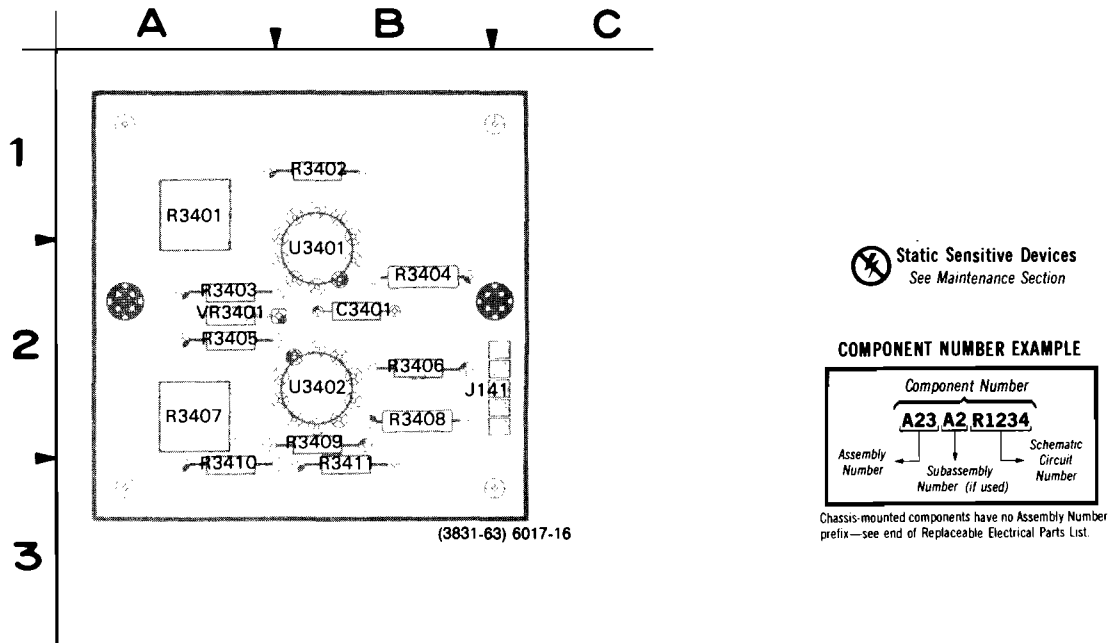 A B C
1
R3402
R3401
U3401
R3404
R3403
VR3401
C3401
R3405
2
R3406
U3402
J141
R3407
R3408
R3409
R3410
R3411
(3831-63) 6017-16
3
Static Sensitive Devices
See Maintenance Section
COMPONENT NUMBER EXAMPLE
Component Number
A23 A2 R1234
Assembly
Number
Subassembly
Number (if used)
Schematic
Circuit
Number
Chassis-mounted components have no Assembly Number
prefix—see end of Replaceable Electrical Parts List.